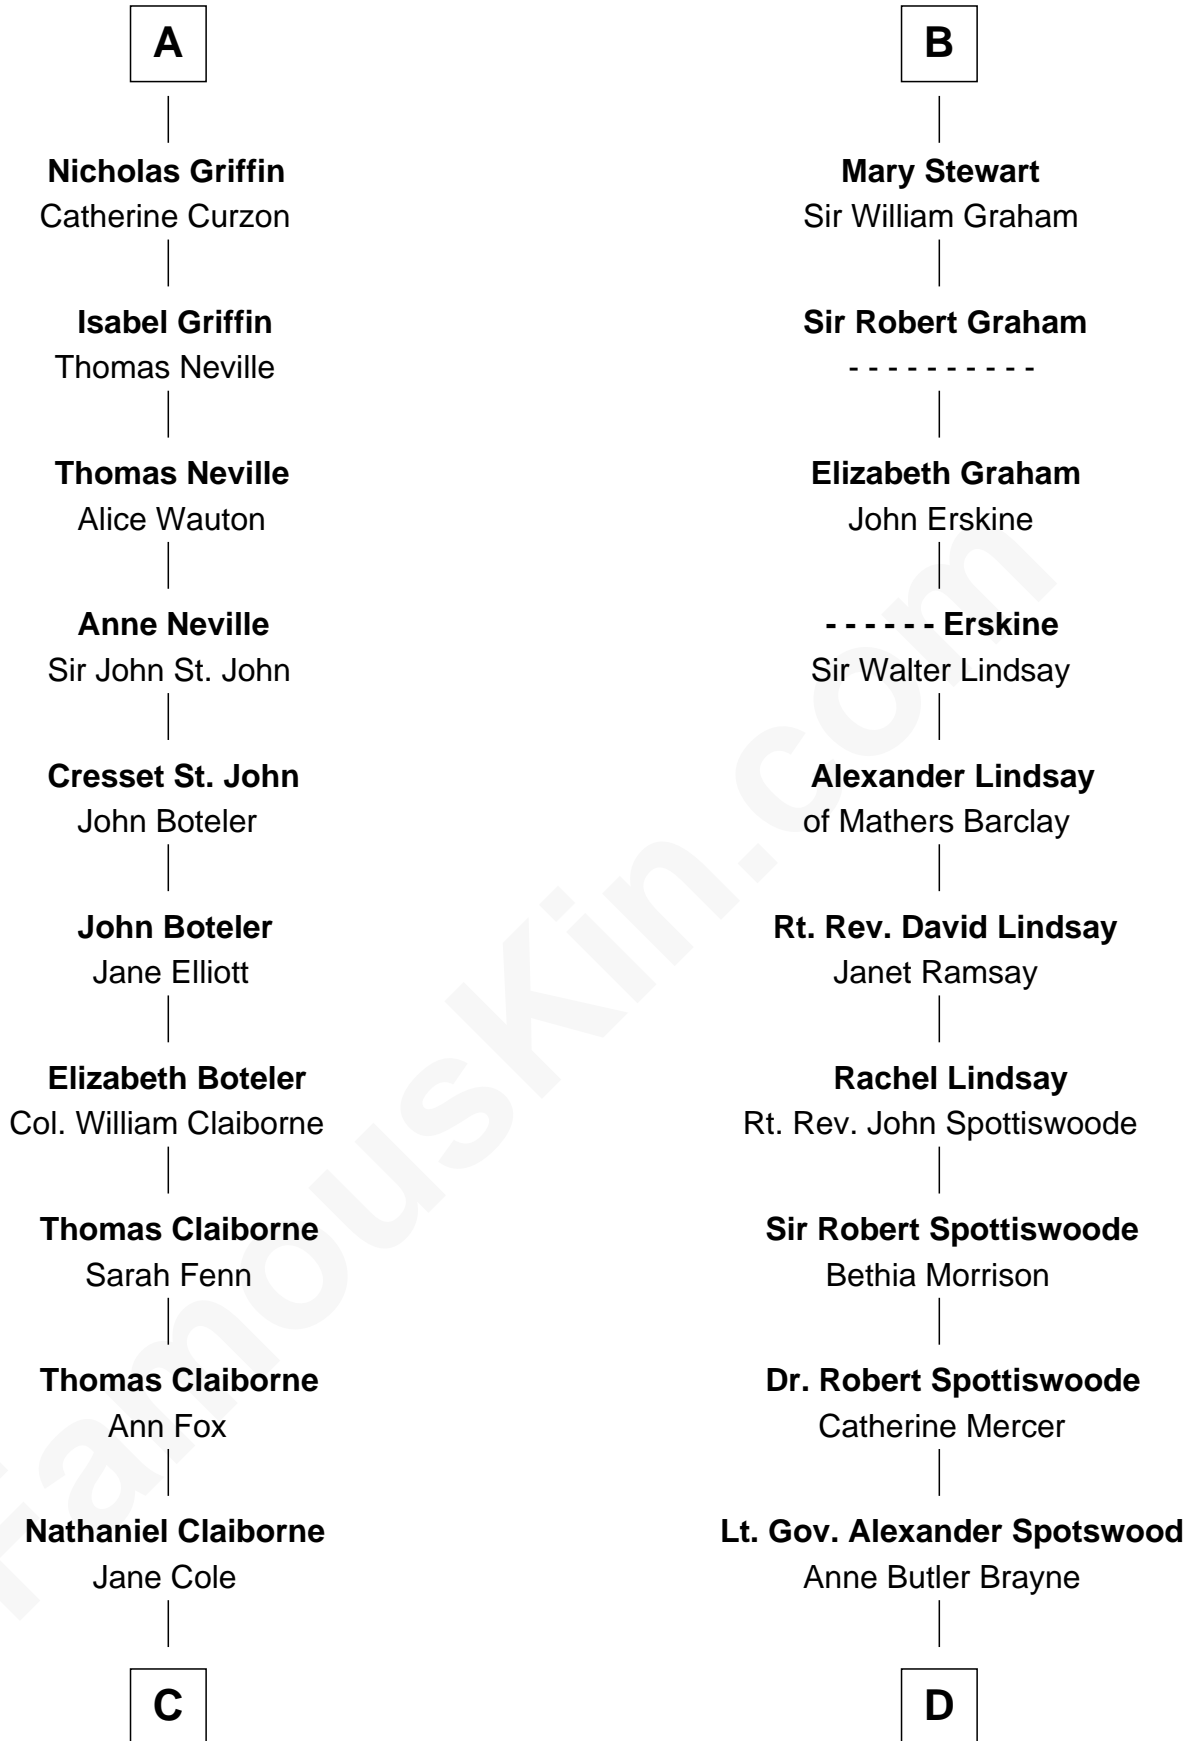 A
Nicholas Griffin
Catherine Curzon
Isabel Griffin
Thomas Neville
Thomas Neville
Alice Wauton
Anne Neville
Sir John St. John
Cresset St. John
John Boteler
John Boteler
Jane Elliott
Elizabeth Boteler
Col. William Claiborne
Thomas Claiborne
Sarah Fenn
Thomas Claiborne
Ann Fox
Nathaniel Claiborne
Jane Cole
C
B
Mary Stewart
Sir William Graham
Sir Robert Graham
- - - - - - - - - -
Elizabeth Graham
John Erskine
- - - - - - Erskine
Sir Walter Lindsay
Alexander Lindsay
of Mathers Barclay
Rt. Rev. David Lindsay
Janet Ramsay
Rachel Lindsay
Rt. Rev. John Spottiswoode
Sir Robert Spottiswoode
Bethia Morrison
Dr. Robert Spottiswoode
Catherine Mercer
Lt. Gov. Alexander Spotswood
Anne Butler Brayne
D
FamousKin.com